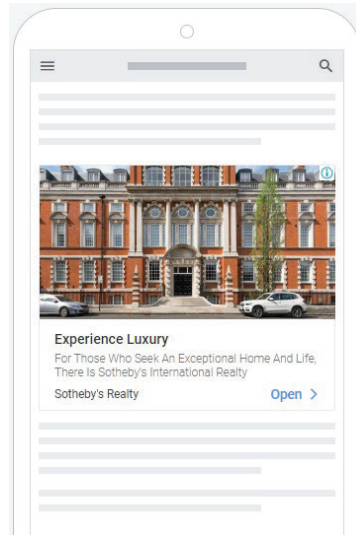 Experience Luxury
For Those Who Seek An Exceptional Home And Life,
There Is Sotheby's International Realty
Sotheby's Realty
Open